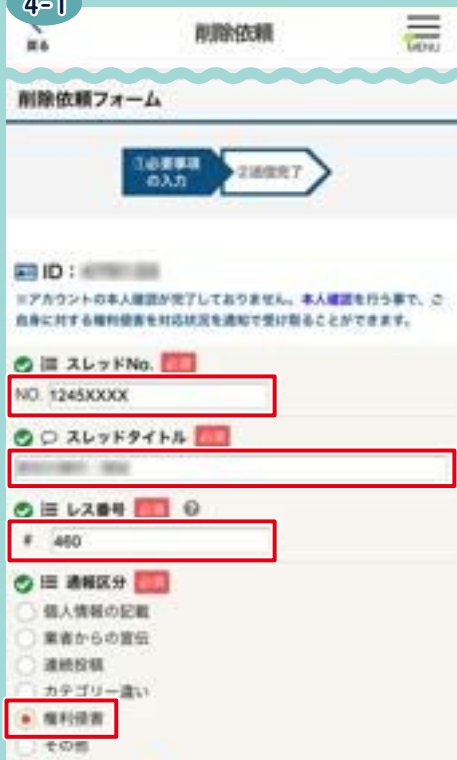 4-1
戻る
削除依頼
MENU
削除依頼フォーム
①必要事項
の入力
②送信完了
ID：
※アカウントの本人確認が完了しておりません。本人確認を行う事で、ご
自身に対する権利侵害を対応状況を通知で受け取ることができます。
スレッドNo. 必須
NO. 1245XXXX
スレッドタイトル 必須
レス番号 必須
# 460
通報区分 必須
個人情報の記載
業者からの宣伝
連続投稿
カテゴリー違い
権利侵害
その他